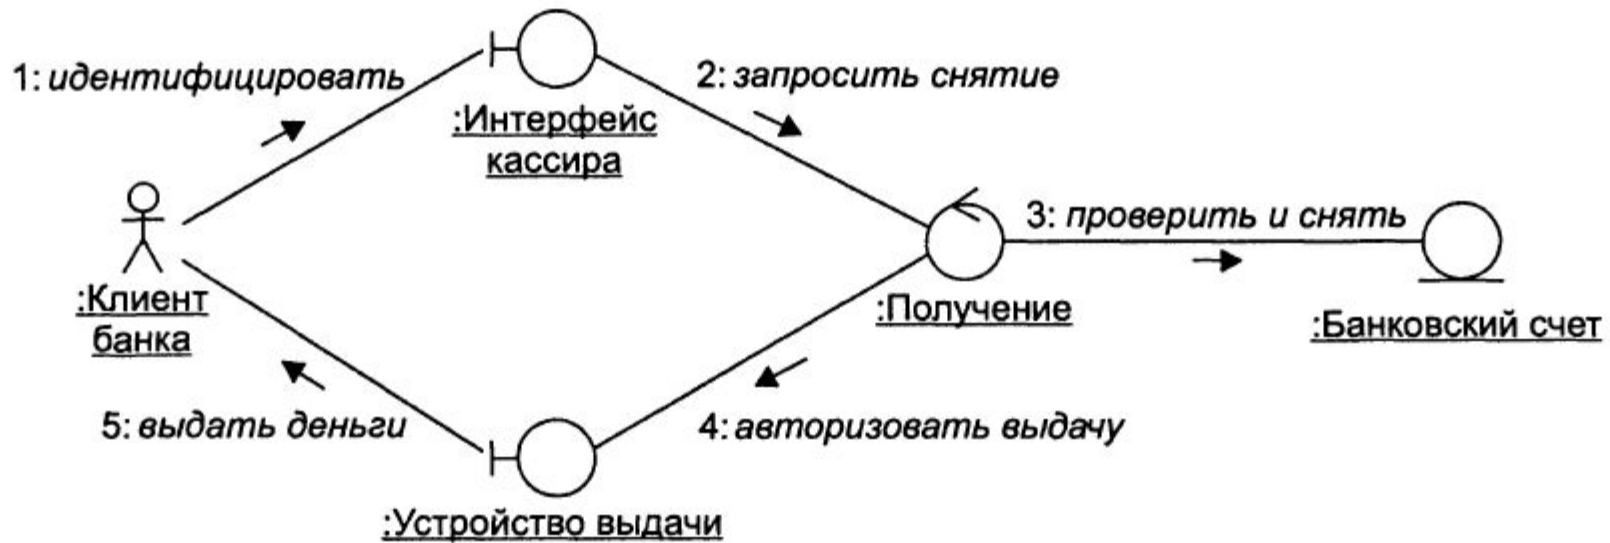 1: идентифицировать
2: запросить снятие
:Интерфейс
кассира
3: проверить и снять
:Клиент
банка
:Получение
:Банковский счет
5: выдать деньги
4: авторизовать выдачу
:Устройство выдачи